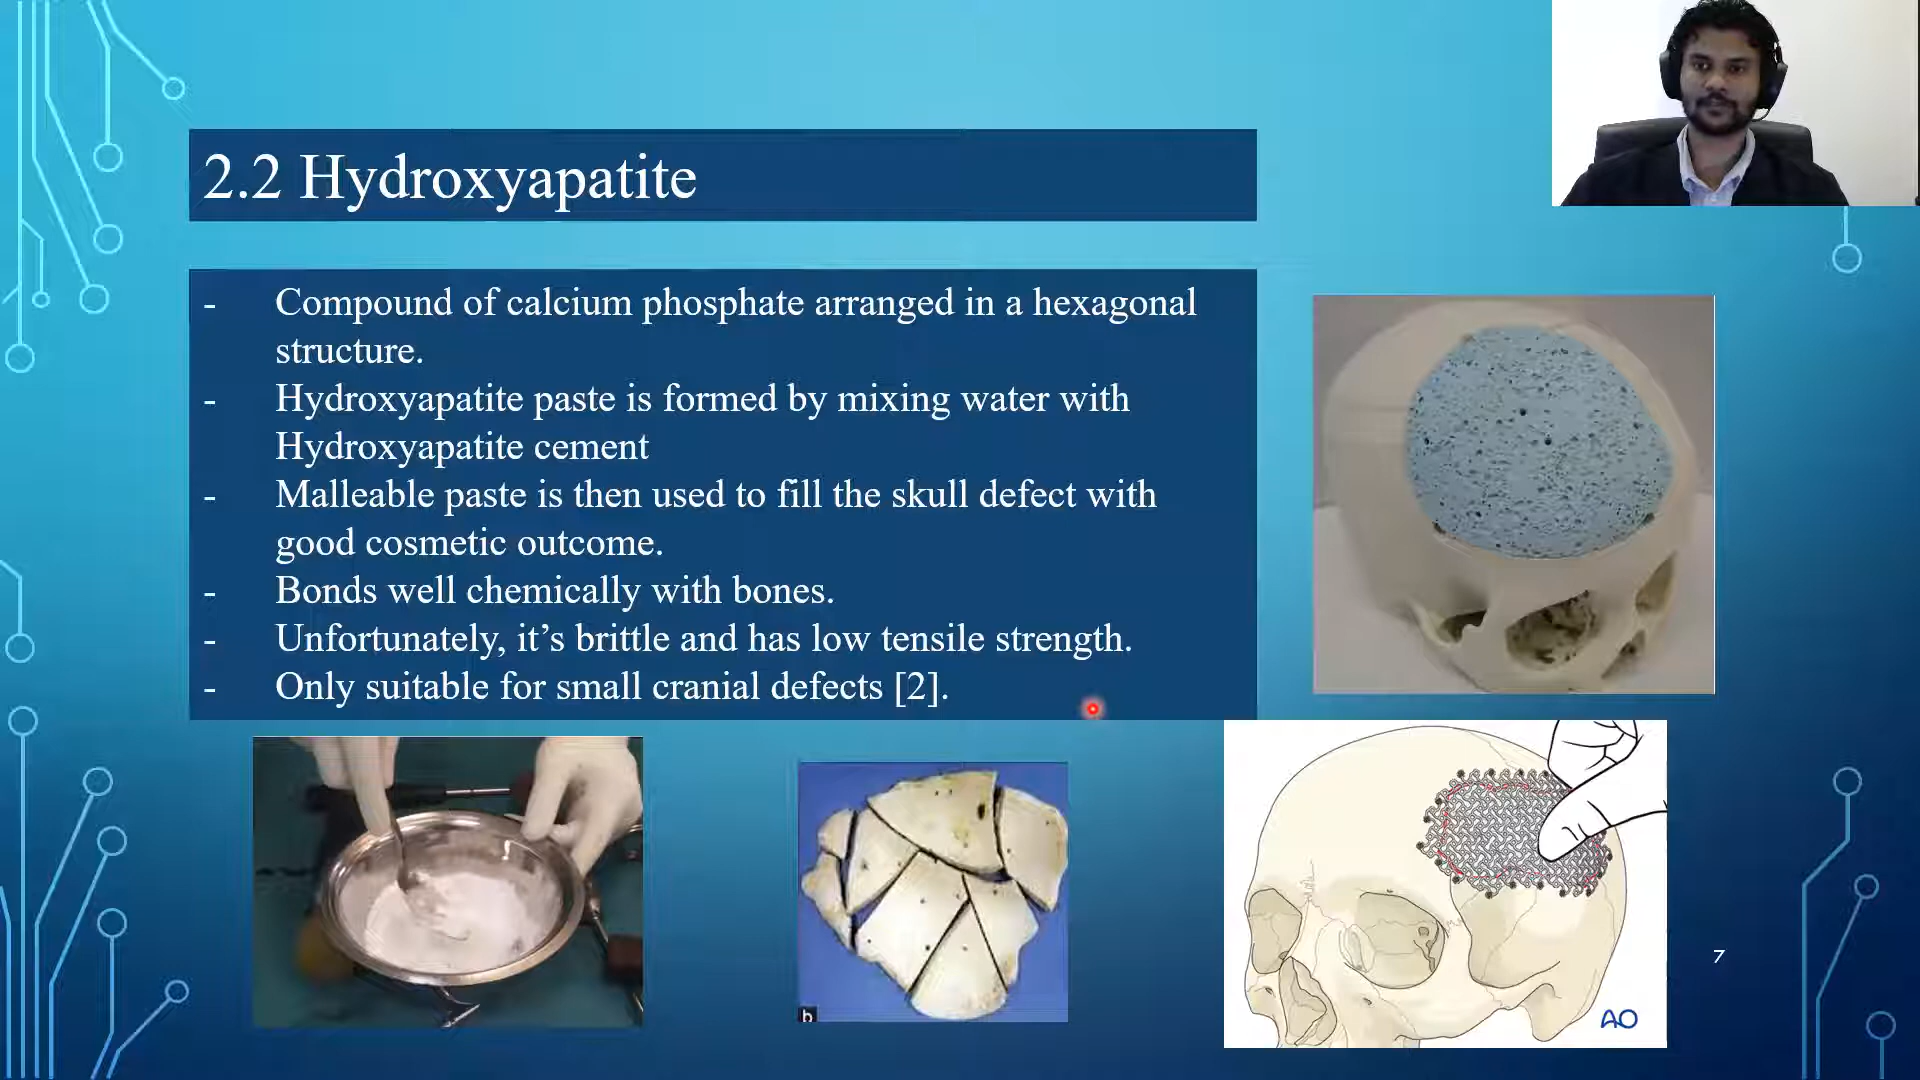 2.2 Hydroxyapatite
- Compound of calcium phosphate arranged in a hexagonal
structure.
- Hydroxyapatite paste is formed by mixing water with
Hydroxyapatite cement
- Malleable paste is then used to fill the skull defect with
good cosmetic outcome.
- Bonds well chemically with bones.
- Unfortunately, it’s brittle and has low tensile strength.
- Only suitable for small cranial defects [2].
b
AO
7